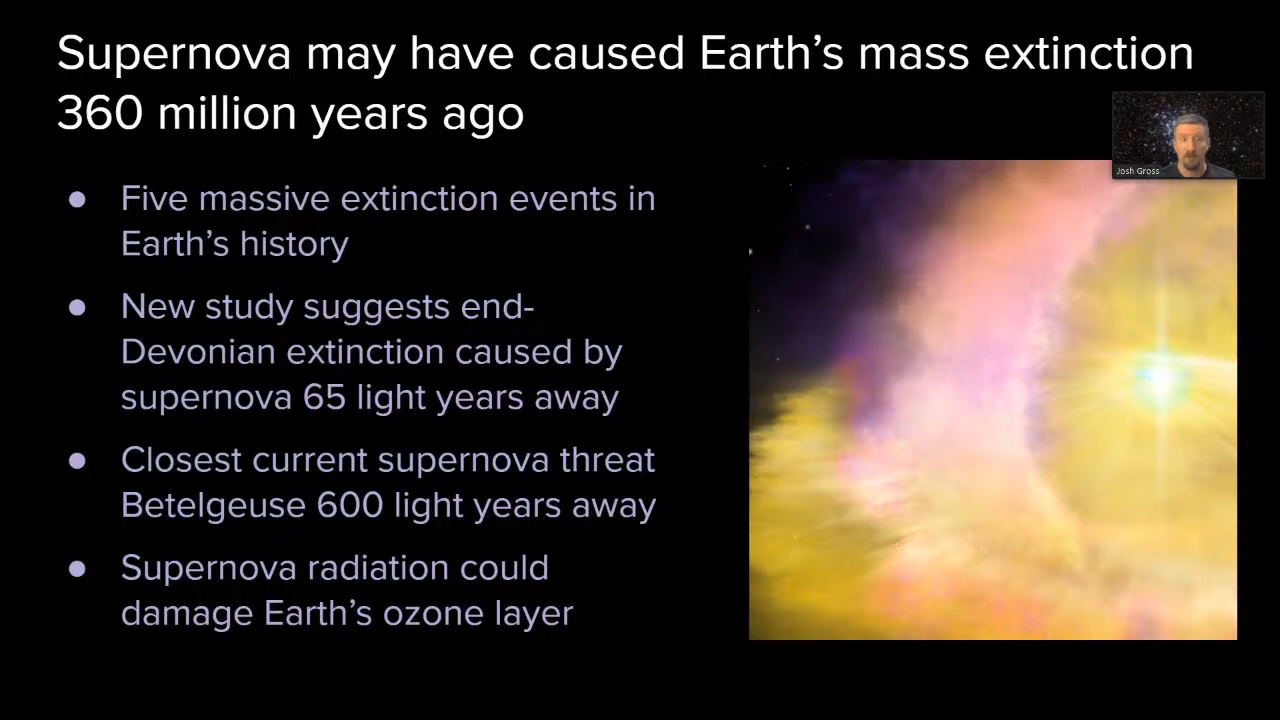 Supernova may have caused Earth’s mass extinction
360 million years ago
Josh Gross
● Five massive extinction events in
Earth’s history
● New study suggests end-
Devonian extinction caused by
supernova 65 light years away
● Closest current supernova threat
Betelgeuse 600 light years away
● Supernova radiation could
damage Earth’s ozone layer